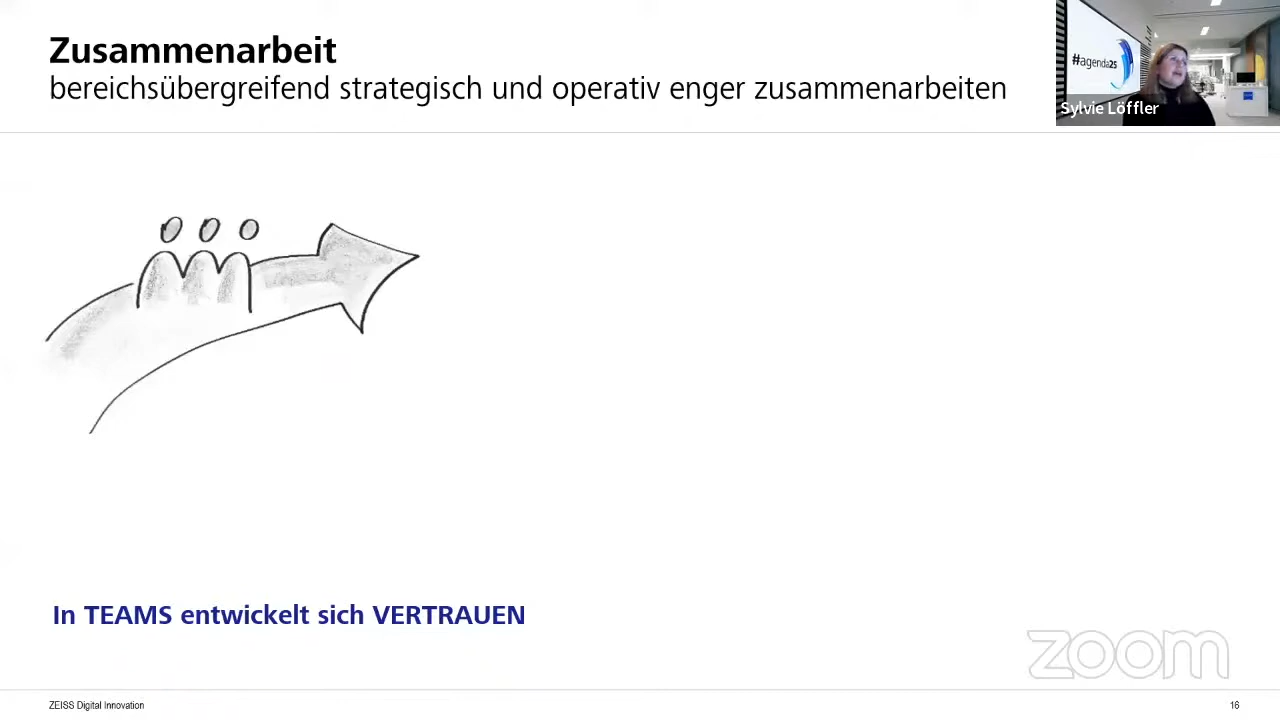 Zusammenarbeit
bereichsübergreifend strategisch und operativ enger zusammenarbeiten
#agenda25
Sylvie Löffler
In TEAMS entwickelt sich VERTRAUEN
zoom
ZEISS Digital Innovation
16